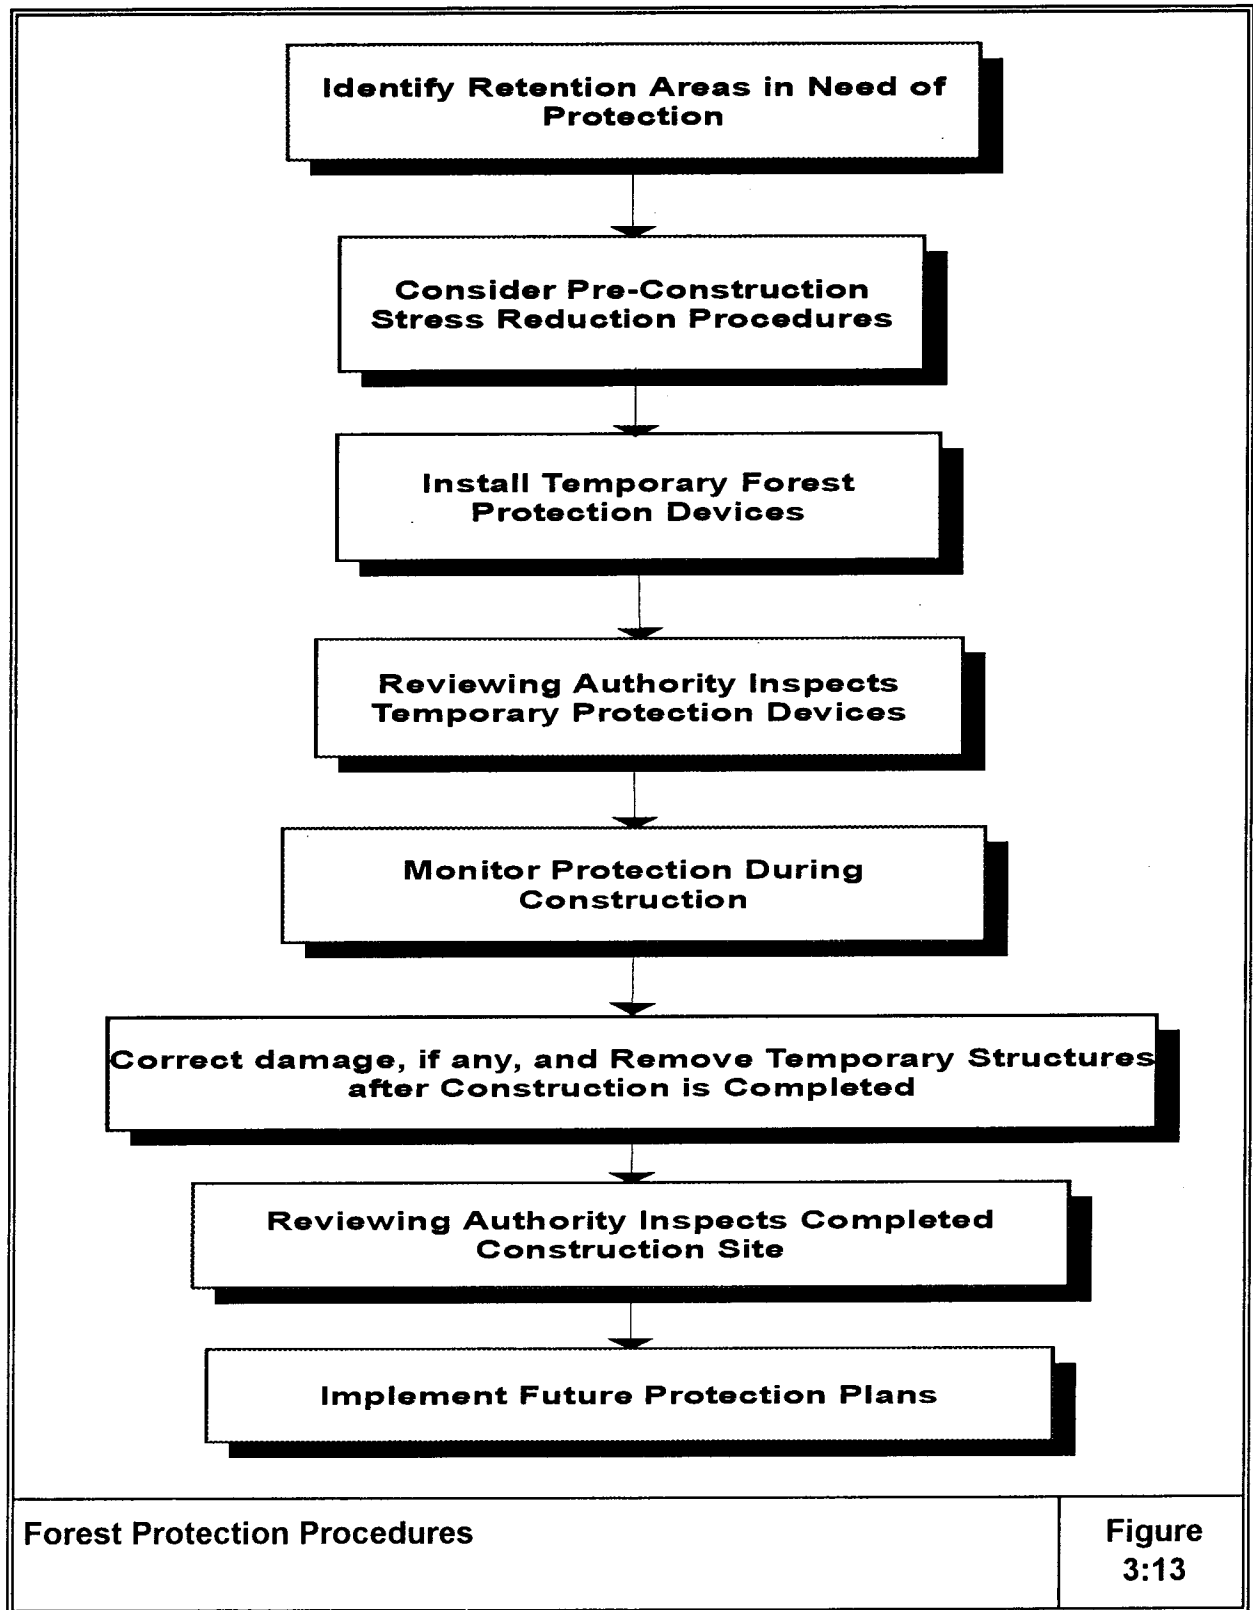 Identify Retention Areas in Need of
Protection
Consider Pre-Construction
Stress Reduction Procedures
Install Temporary Forest
Protection Devices
Reviewing Authority Inspects
Temporary Protection Devices
Monitor Protection During
Construction
Correct damage, if any, and Remove Temporary Structures
after Construction is Completed
Reviewing Authority Inspects Completed
Construction Site
Implement Future Protection Plans
Forest Protection Procedures
Figure
3:13